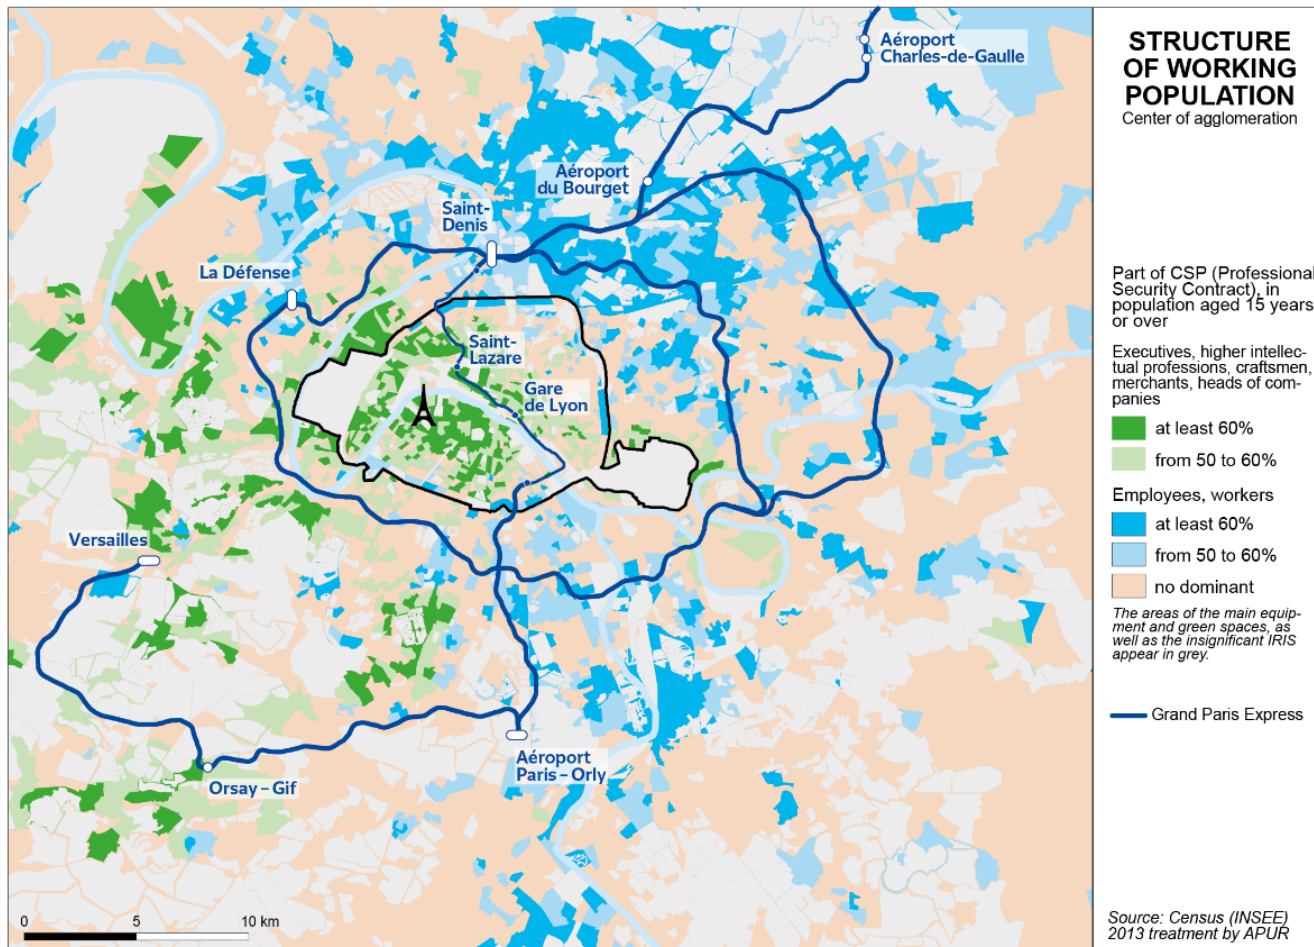 Aéroport
Charles-de-Gaulle
Aéroport
du Bourget
Saint-
Denis
La Défense
Saint-
Lazare
Gare
de Lyon
Versailles
Aéroport
Paris – Orly
Orsay – Gif
0 5 10 km
STRUCTURE
OF WORKING
POPULATION
Center of agglomeration
Part of CSP (Professional
Security Contract), in
population aged 15 years
or over
Executives, higher intellec-
tual professions, craftsmen,
merchants, heads of com-
panies
at least 60%
from 50 to 60%
Employees, workers
at least 60%
from 50 to 60%
no dominant
The areas of the main equip-
ment and green spaces, as
well as the insignificant IRIS
appear in grey.
Grand Paris Express
Source: Census (INSEE)
2013 treatment by APUR